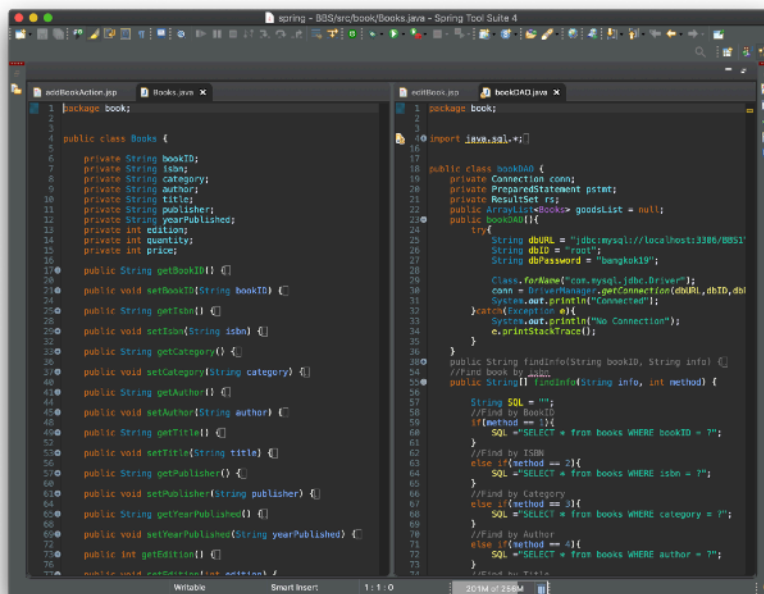 spring - BBS/src/book/Books.java - Spring Tool Suite 4
addBookAction.jsp
Books.java
1 package book;
2
3
4 public class Books {
5
6 private String bookID;
7 private String isbn;
8 private String category;
9 private String author;
10 private String title;
11 private String publisher;
12 private String yearPublished;
13 private int edition;
14 private int quantity;
15 private int price;
16
17 public String getBookID() {
20
21 public void setBookID(String bookID) {
24
25 public String getIsbn() {
28
29 public void setIsbn(String isbn) {
32
33 public String getCategory() {
36
37 public void setCategory(String category) {
40
41 public String getAuthor() {
44
45 public void setAuthor(String author) {
48
49 public String getTitle() {
52
53 public void setTitle(String title) {
56
57 public String getPublisher() {
60
61 public void setPublisher(String publisher) {
64
65 public String getYearPublished() {
68
69 public void setYearPublished(String yearPublished) {
72
73 public int getEdition() {
76
77 public void setEdition(int edition) {
editBook.jsp
bookDAO.java
1 package book;
2
3
4 import java.sql.*;
17
18 public class bookDAO {
19 private Connection conn;
20 private PreparedStatement pstmt;
21 private ResultSet rs;
22 public ArrayList<Books> goodsList = null;
23 public bookDAO(){
24 try{
25 String dbURL = "jdbc:mysql://localhost:3306/BBS1"
26 String dbID = "root";
27 String dbPassword = "bangkok19";
28
29 Class.forName("com.mysql.jdbc.Driver");
30 conn = DriverManager.getConnection(dbURL,dbID,dbl
31 System.out.println("Connected");
32 }catch(Exception e){
33 System.out.println("No Connection");
34 e.printStackTrace();
35 }
36 }
38 public String findInfo(String bookID, String info) {
54 //Find book by isbn
55 public String[] findInfo(String info, int method) {
56
57 String SQL = "";
58 //Find by BookID
59 if(method == 1){
60 SQL ="SELECT * from books WHERE bookID = ?";
61 }
62 //Find by ISBN
63 else if(method == 2){
64 SQL ="SELECT * from books WHERE isbn = ?";
65 }
66 //Find by Category
67 else if(method == 3){
68 SQL ="SELECT * from books WHERE category = ?";
69 }
70 //Find by Author
71 else if(method == 4){
72 SQL ="SELECT * from books WHERE author = ?";
73 }
74 //Find by Title
Writable
Smart Insert
1 : 1 : 0
201M of 256M